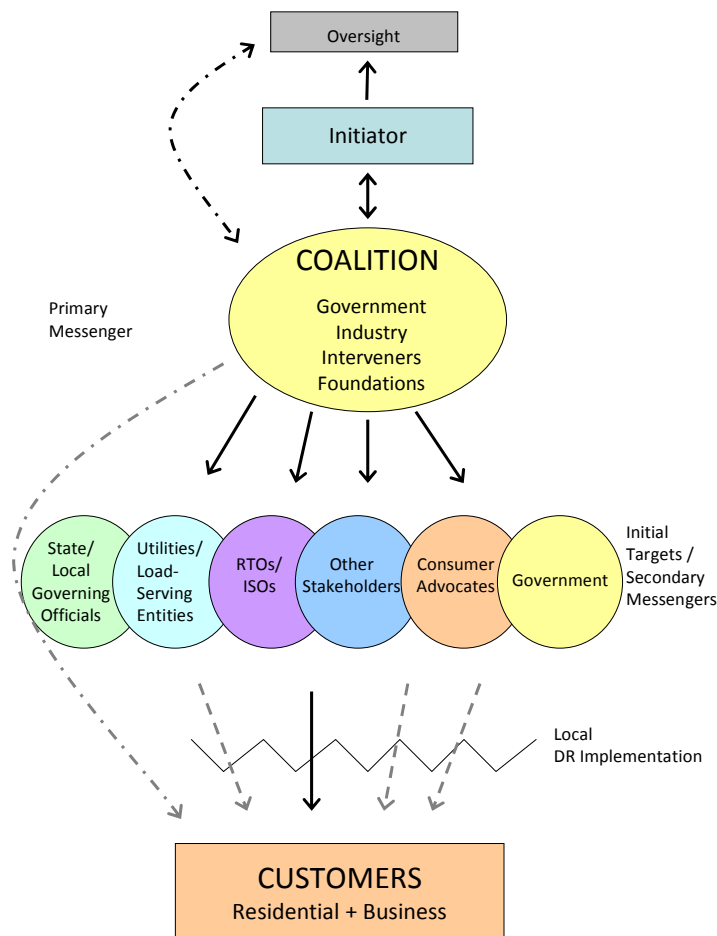 Oversight
Initiator
COALITION
Government
Industry
Interveners
Foundations
Primary
Messenger
State/
Local
Governing
Officials
Utilities/
Load-
Serving
Entities
RTOs/
ISOs
Other
Stakeholders
Consumer
Advocates
Government
Initial
Targets /
Secondary
Messengers
Local
DR Implementation
CUSTOMERS
Residential + Business